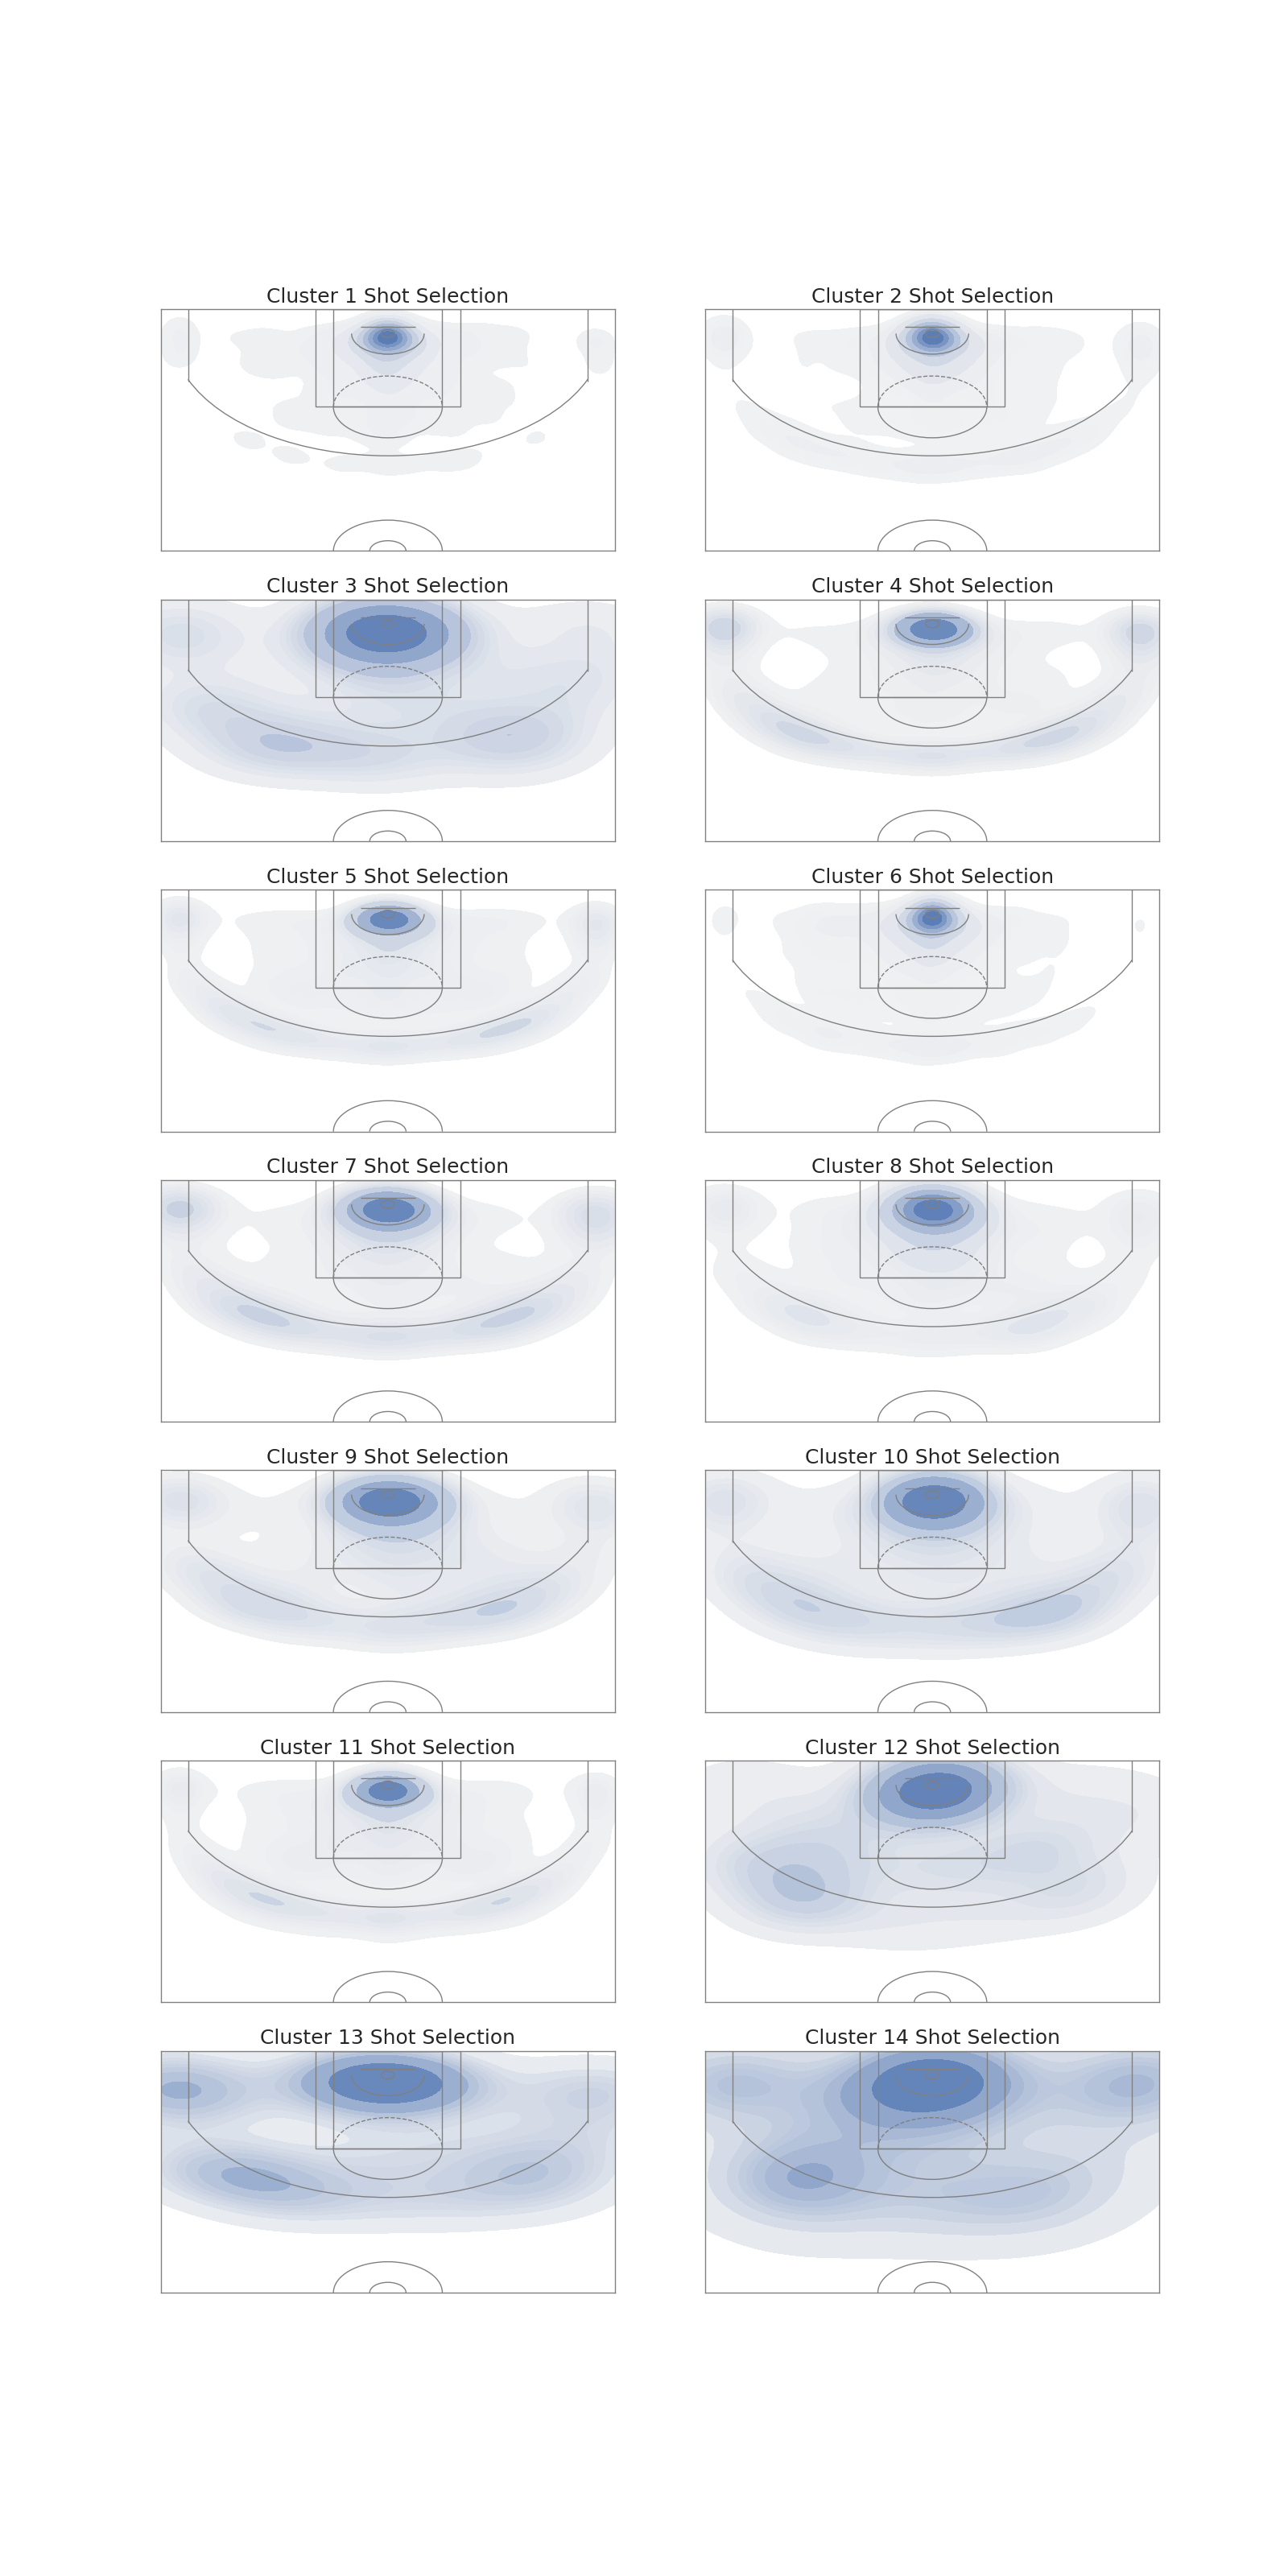 Cluster 1 Shot Selection
Cluster 2 Shot Selection
Cluster 3 Shot Selection
Cluster 4 Shot Selection
Cluster 5 Shot Selection
Cluster 6 Shot Selection
Cluster 7 Shot Selection
Cluster 8 Shot Selection
Cluster 9 Shot Selection
Cluster 10 Shot Selection
Cluster 11 Shot Selection
Cluster 12 Shot Selection
Cluster 13 Shot Selection
Cluster 14 Shot Selection